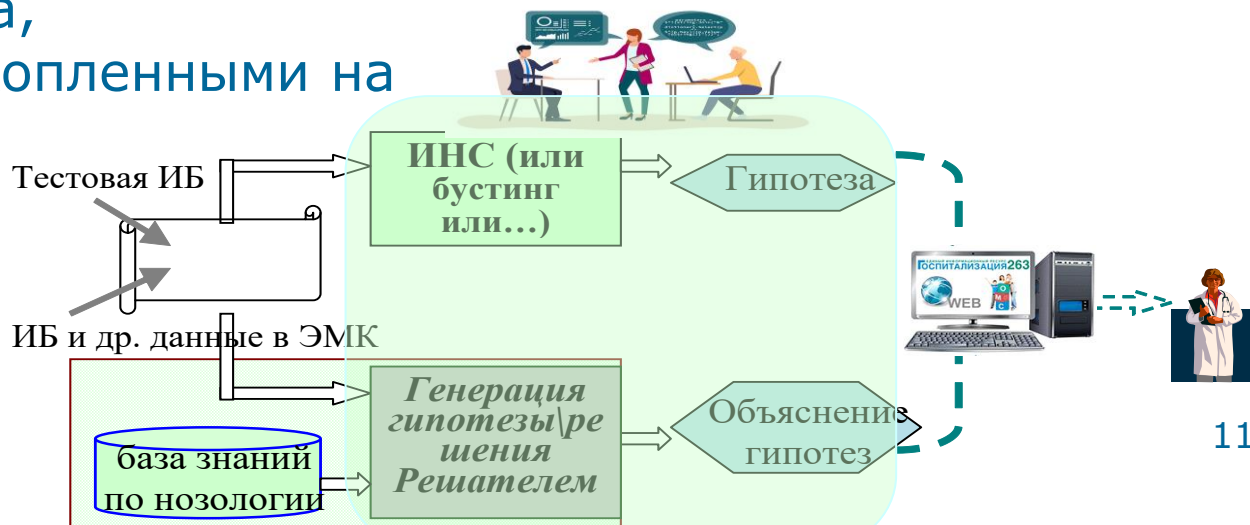 а,
опленными на
Тестовая ИБ
ИНС (или
бустинг
или…)
Гипотеза
ГОСПИТАЛИЗАЦИЯ263
WEB
ОМС
ИБ и др. данные в ЭМК
Генерация
гипотезы\ре
шения
Решателем
Объяснение
гипотез
база знаний
по нозологии
11